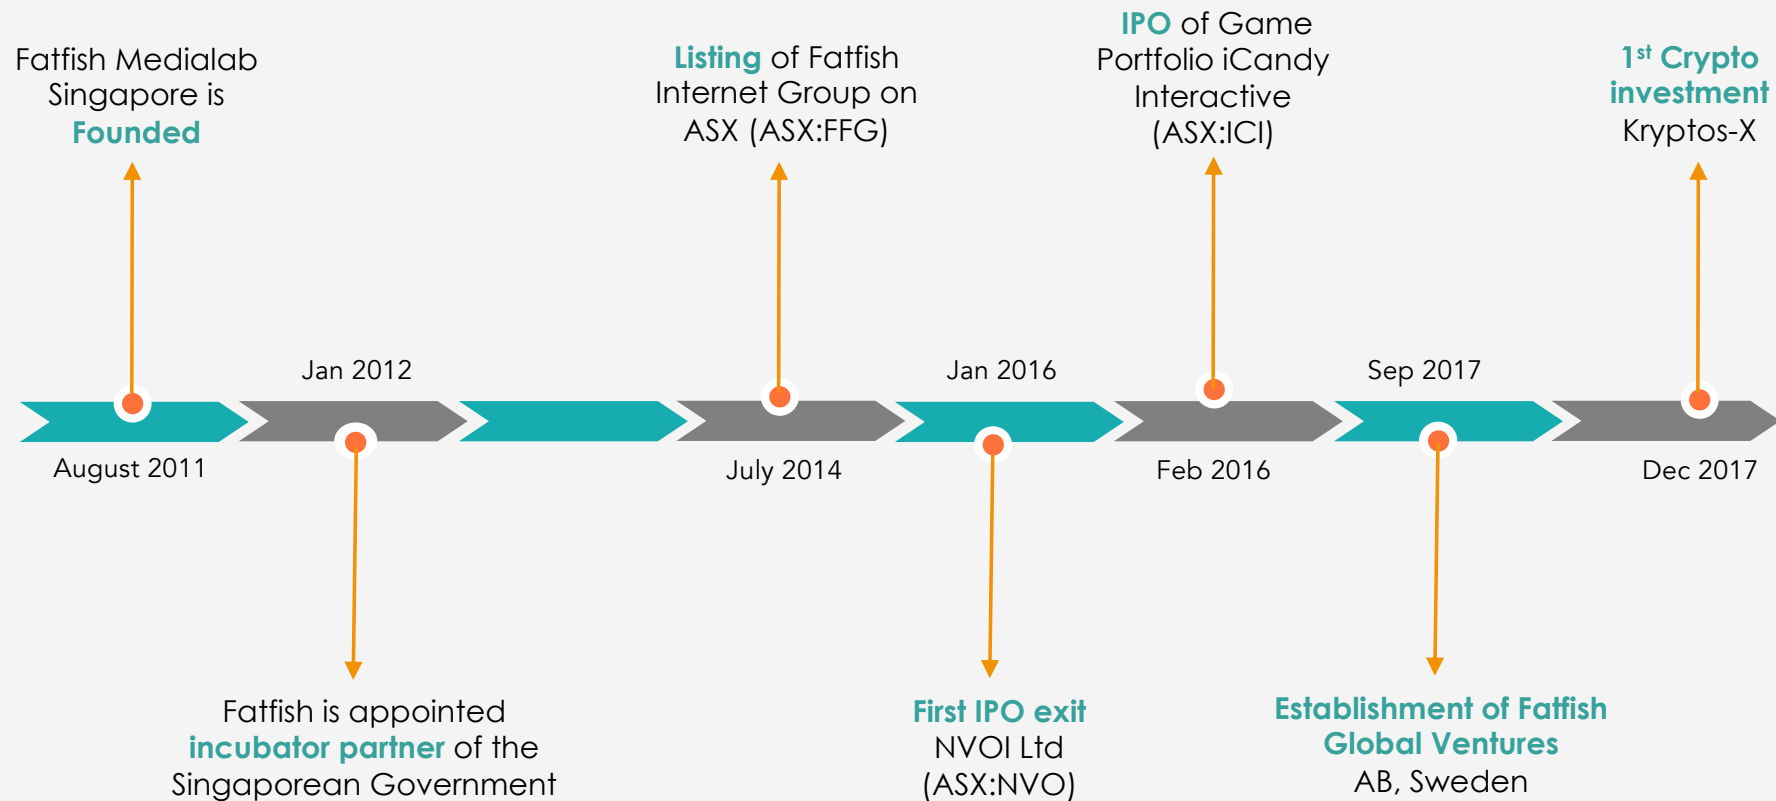 Fatfish Medialab
Singapore is
Founded
Listing of Fatfish
Internet Group on
ASX (ASX:FFG)
IPO of Game
Portfolio iCandy
Interactive
(ASX:ICI)
1st Crypto
investment
Kryptos-X
Jan 2012
Jan 2016
Sep 2017
August 2011
July 2014
Feb 2016
Dec 2017
Fatfish is appointed
incubator partner of the
Singaporean Government
First IPO exit
NVOI Ltd
(ASX:NVO)
Establishment of Fatfish
Global Ventures
AB, Sweden